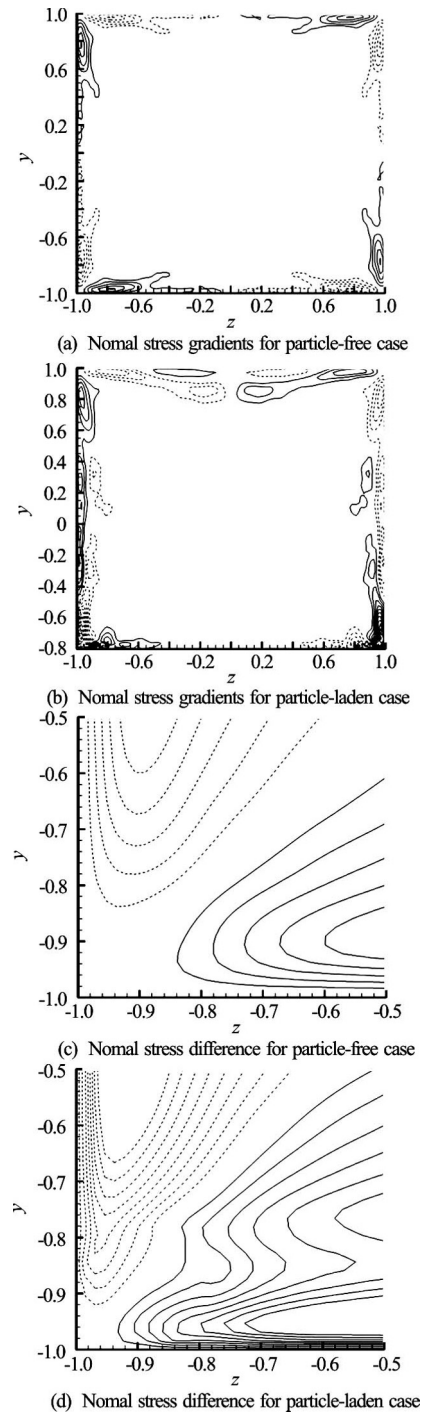 1.0
0.6
0.2
y
-0.2
-0.6
-1.0
-1.0 -0.6 -0.2 0.2 0.6 1.0
z
(a) Nomal stress gradients for particle-free case
1.0
0.8
0.6
0.4
0.2
y
0
-0.2
-0.4
-0.6
-0.8
-1.0 -0.6 -0.2 0.2 0.6 1.0
z
(b) Nomal stress gradients for particle-laden case
-0.5
-0.6
-0.7
y
-0.8
-0.9
-1.0
-1.0 -0.9 -0.8 -0.7 -0.6 -0.5
z
(c) Nomal stress difference for particle-free case
-0.5
-0.6
-0.7
y
-0.8
-0.9
-1.0
-1.0 -0.9 -0.8 -0.7 -0.6 -0.5
z
(d) Nomal stress difference for particle-laden case